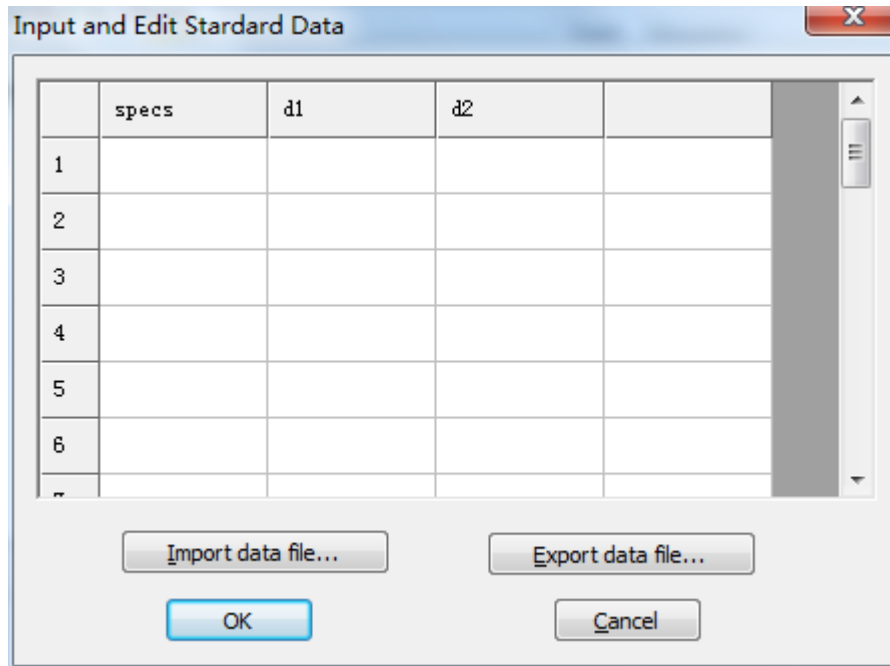 Input and Edit Stardard Data
specs d1 d2
1
2
3
4
5
6
Import data file... Export data file...
OK Cancel